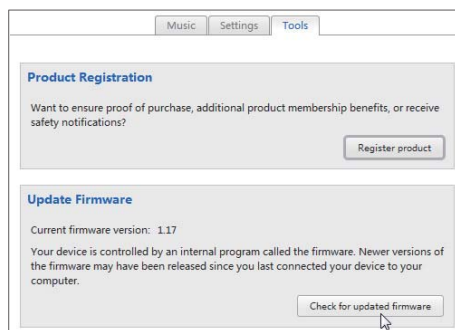 Music Settings Tools
Product Registration
Want to ensure proof of purchase, additional product membership benefits, or receive
safety notifications?
Register product
Update Firmware
Current firmware version: 1.17
Your device is controlled by an internal program called the firmware. Newer versions of
the firmware may have been released since you last connected your device to your
computer.
Check for updated firmware